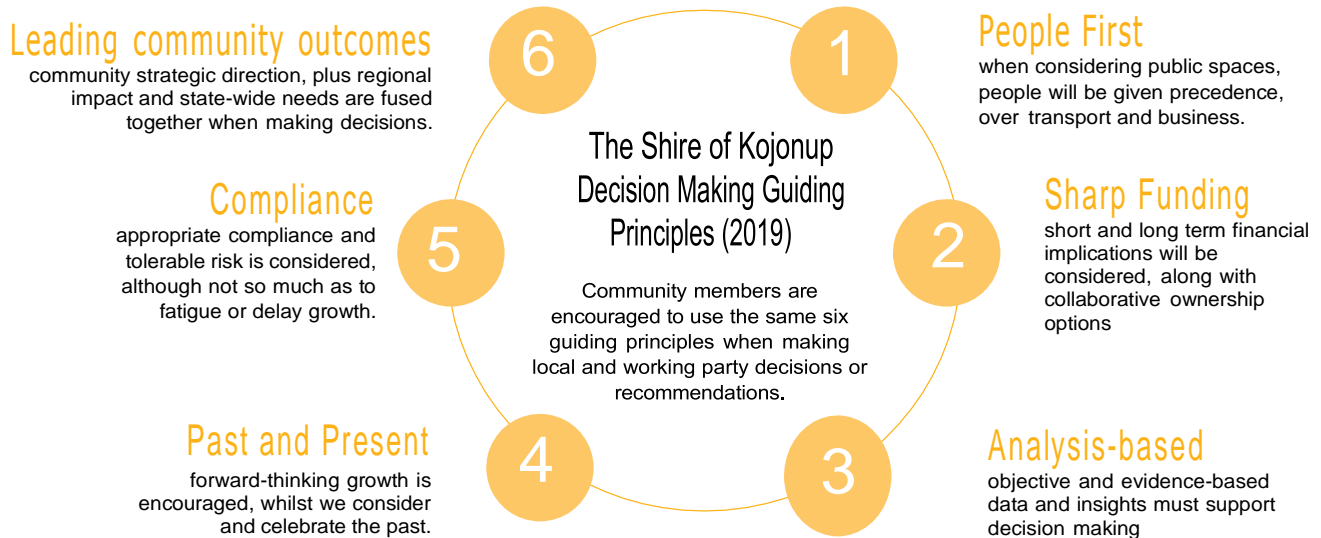 The Shire of Kojonup
Decision Making Guiding
Principles (2019)
Community members are
encouraged to use the same six
guiding principles when making
local and working party decisions or
recommendations.
1
People First
when considering public spaces,
people will be given precedence,
over transport and business.
2
Sharp Funding
short and long term financial
implications will be
considered, along with
collaborative ownership
options
3
Analysis-based
objective and evidence-based
data and insights must support
decision making
4
Past and Present
forward-thinking growth is
encouraged, whilst we consider
and celebrate the past.
5
Compliance
appropriate compliance and
tolerable risk is considered,
although not so much as to
fatigue or delay growth.
6
Leading community outcomes
community strategic direction, plus regional
impact and state-wide needs are fused
together when making decisions.